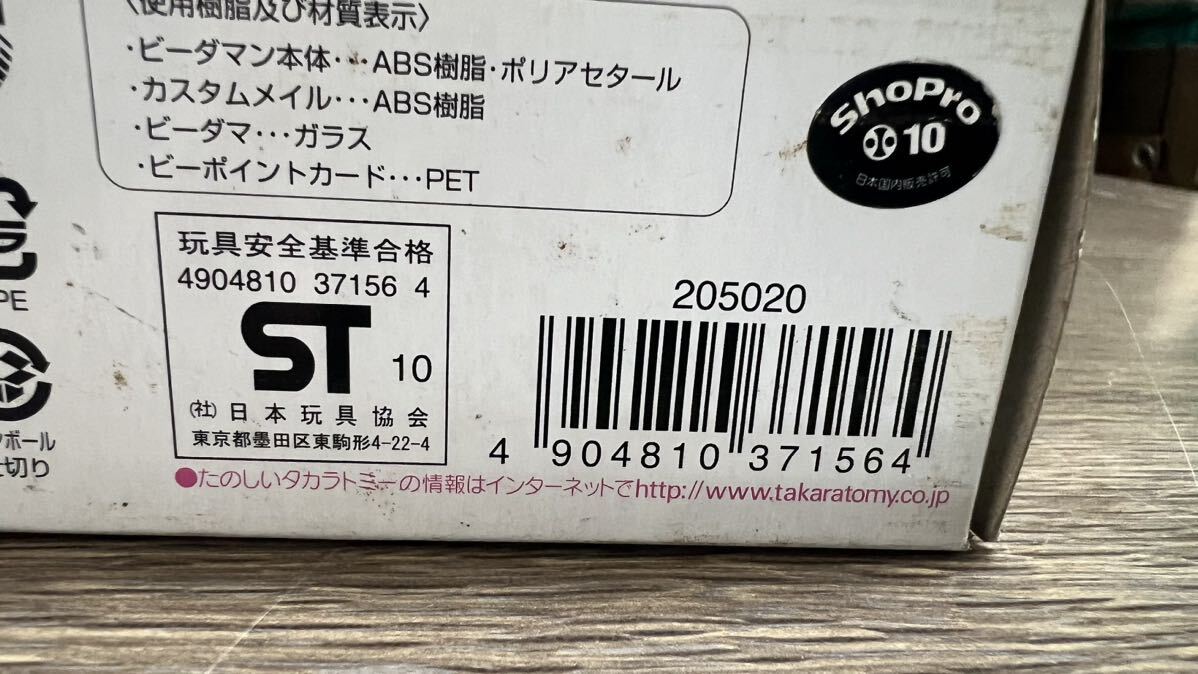 〈使用樹脂及び材質表示〉
・ビーダマン本体・・・ABS樹脂・ポリアセタール
・カスタムメイル・・・ABS樹脂
・ビーダマ・・・ガラス
・ビーポイントカード・・・PET
ShoPro
10
日本国内販売許可
玩具安全基準合格
4904810 37156 4
ST 10
(社)日本玩具協会
東京都墨田区東駒形4-22-4
205020
4 904810 371564
●たのしいタカラトミーの情報はインターネットでhttp://www.takaratomy.co.jp
ラ
PE
ボール
切り